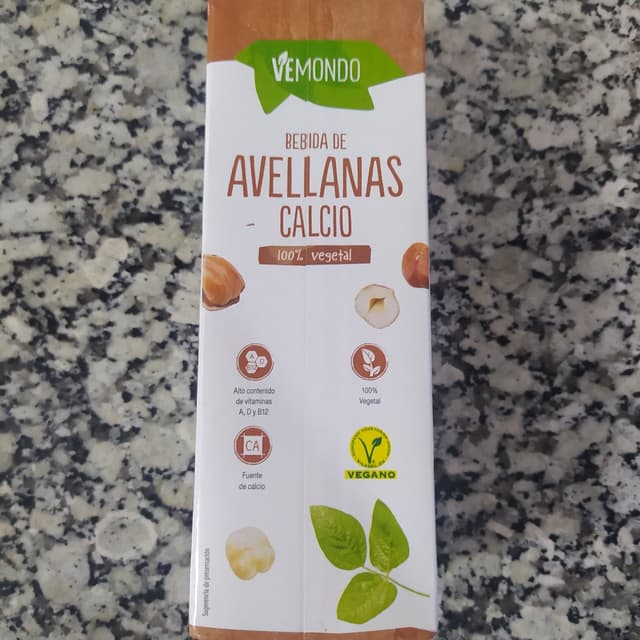 VEMONDO
BEBIDA DE
AVELLANAS
CALCIO
100% vegetal
A D
B12
Alto contenido
de vitaminas
A, D y B12
100%
Vegetal
CA
Fuente
de calcio
VEGANO
Sugerencia de presentación